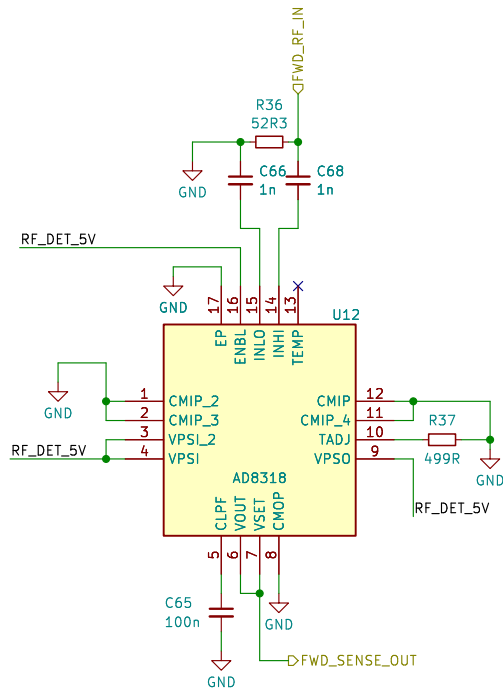 FWD_RF_IN
R36
52R3
C66
1n
C68
1n
GND
RF_DET_5V
GND
17
16
15
14
13
U12
EP
ENBL
INLO
INHI
TEMP
1
CMIP_2
CMIP
12
GND
2
CMIP_3
CMIP_4
11
R37
RF_DET_5V
3
VPSI_2
TADJ
10
4
VPSI
VPSO
9
499R
GND
AD8318
CLPF
VOUT
VSET
CMOP
RF_DET_5V
5
6
7
8
C65
100n
GND
FWD_SENSE_OUT
GND